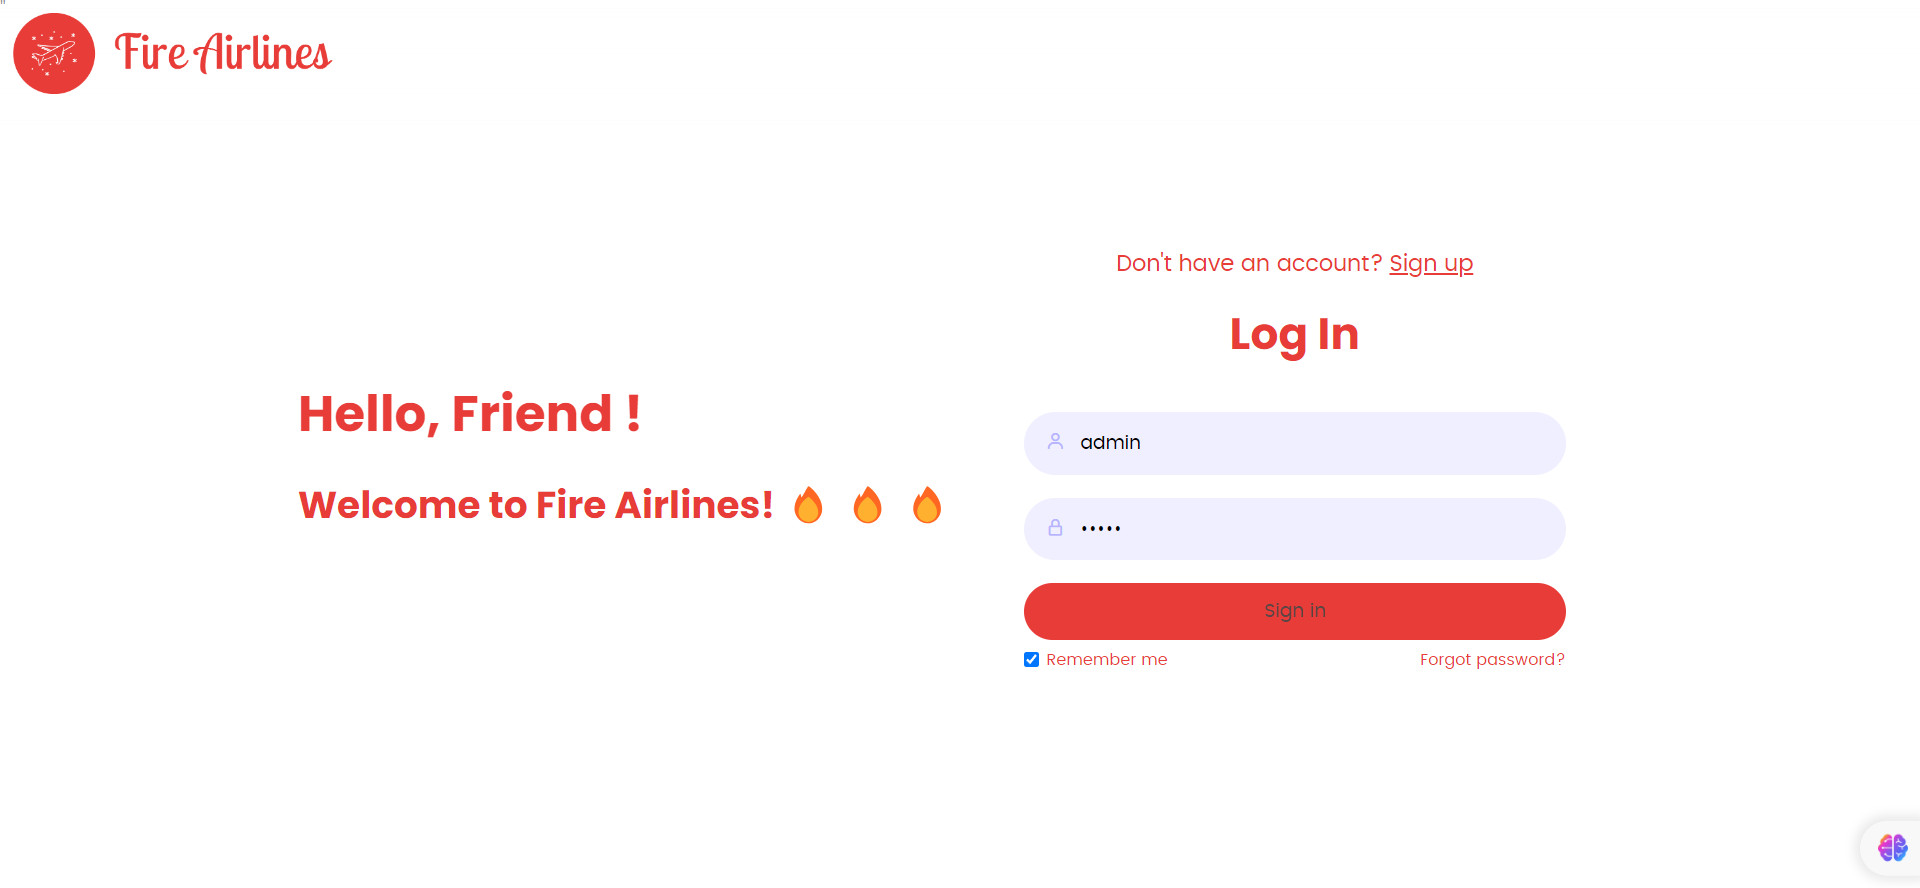 "
Fire Airlines
Don't have an account? Sign up
Log In
Hello, Friend !
Welcome to Fire Airlines! 🔥 🔥 🔥
admin
•••••
Sign in
Remember me
Forgot password?